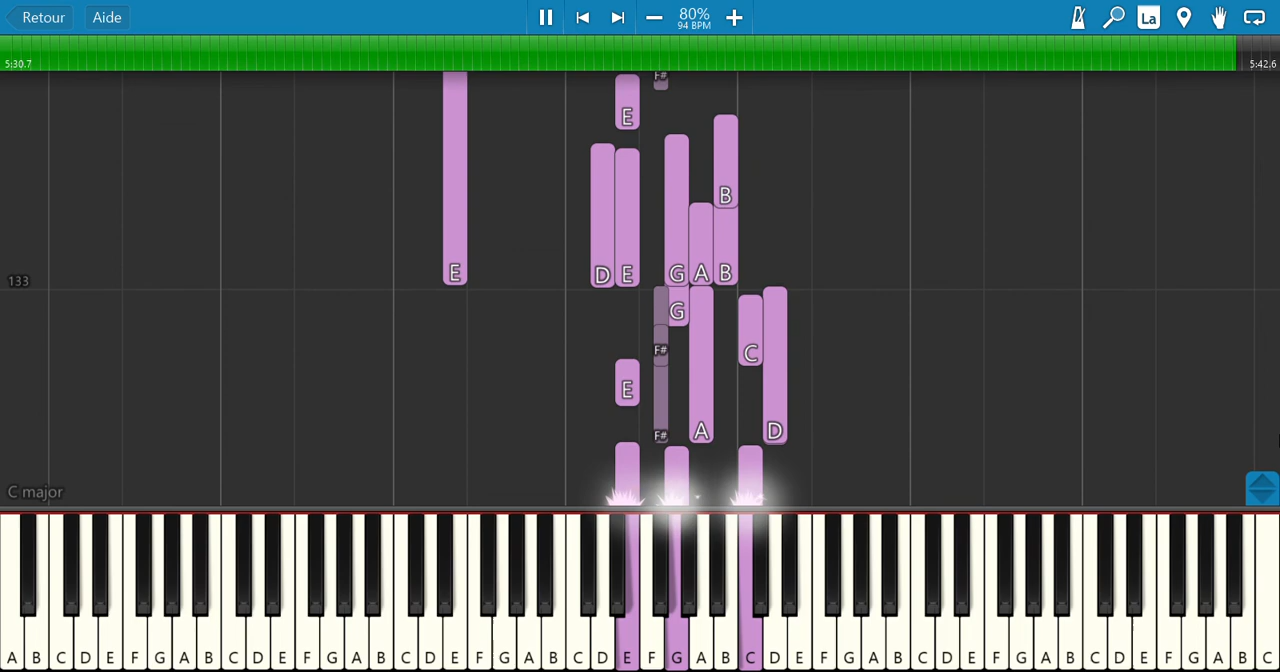 Retour Aide 80% La
94 BPM
5:30.7 5:42.6
F#
E
B
E D E G A B
133
G
F# C
E
F# A D
C major
A B C D E F G A B C D E F G A B C D E F G A B C D E F G A B C D E F G A B C D E F G A B C D E F G A B C